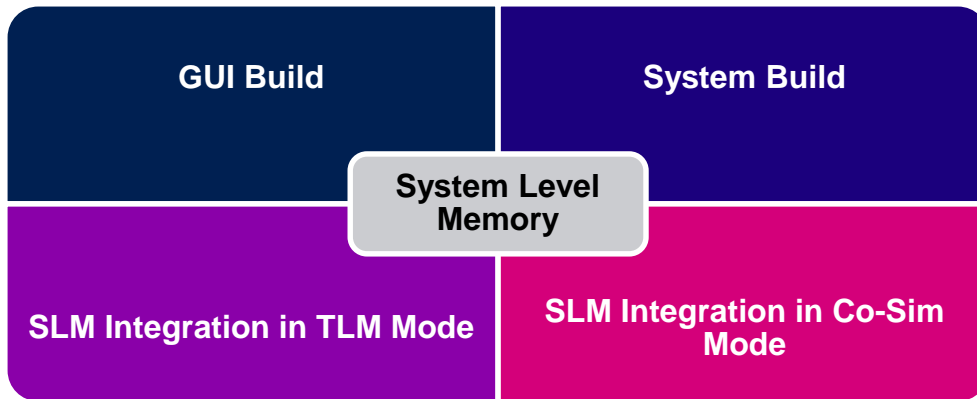 GUI Build
System Build
System Level
Memory
SLM Integration in TLM Mode
SLM Integration in Co-Sim
Mode